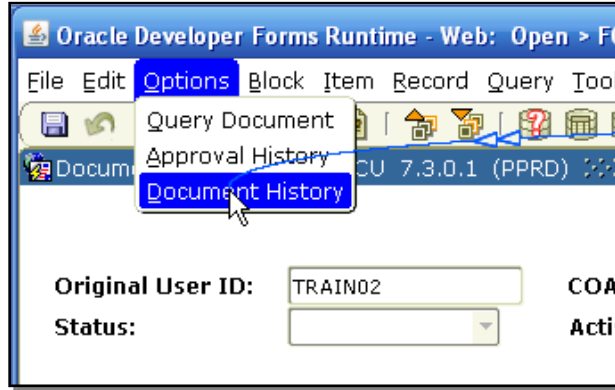 Oracle Developer Forms Runtime - Web: Open > F
File Edit Options Block Item Record Query Too
Query Document
Approval History
Docum CU 7.3.0.1 (PPRD)
Document History
Original User ID: TRAIN02 COA
Status: Acti